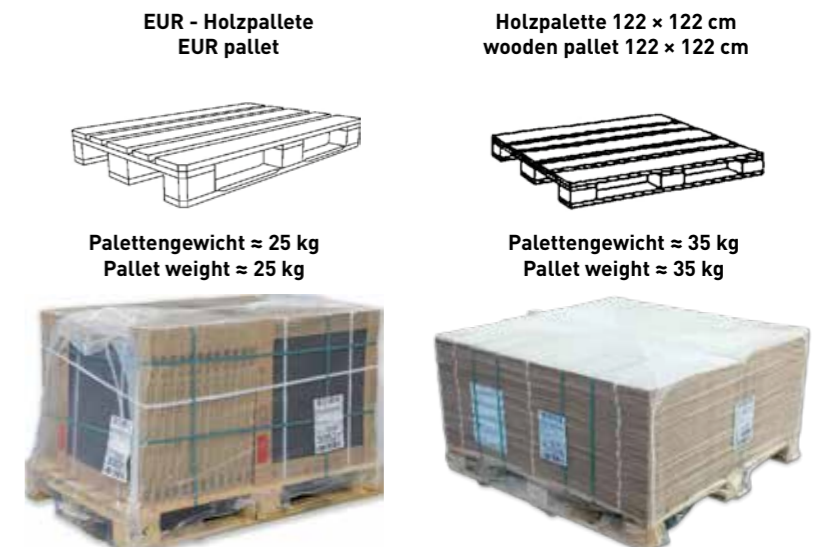 EUR - Holzpallete
EUR pallet
Holzpalette 122 × 122 cm
wooden pallet 122 × 122 cm
Palettengewicht ≈ 25 kg
Pallet weight ≈ 25 kg
Palettengewicht ≈ 35 kg
Pallet weight ≈ 35 kg